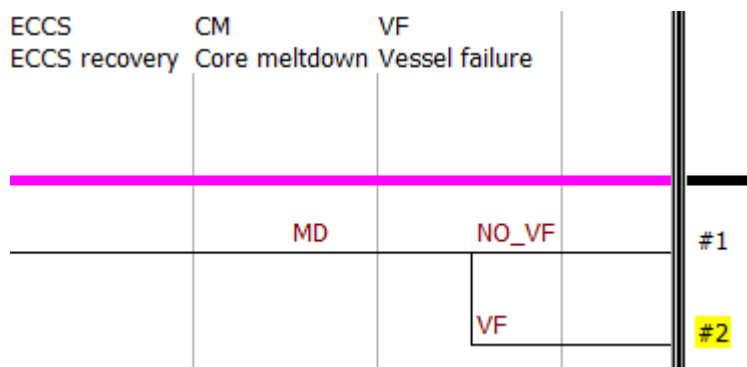 ECCS CM VF
ECCS recovery Core meltdown Vessel failure
MD NO_VF #1
VF #2